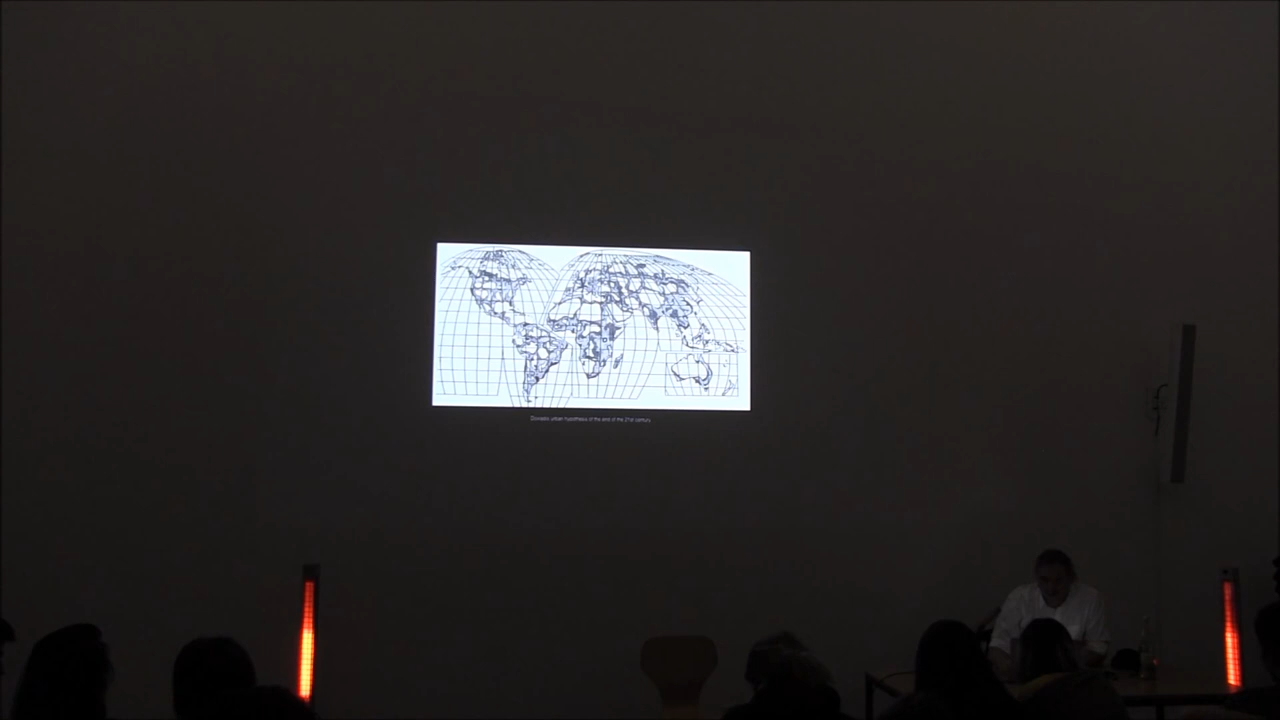 Doxiadis: urban hypothesis of the end of the 21st century